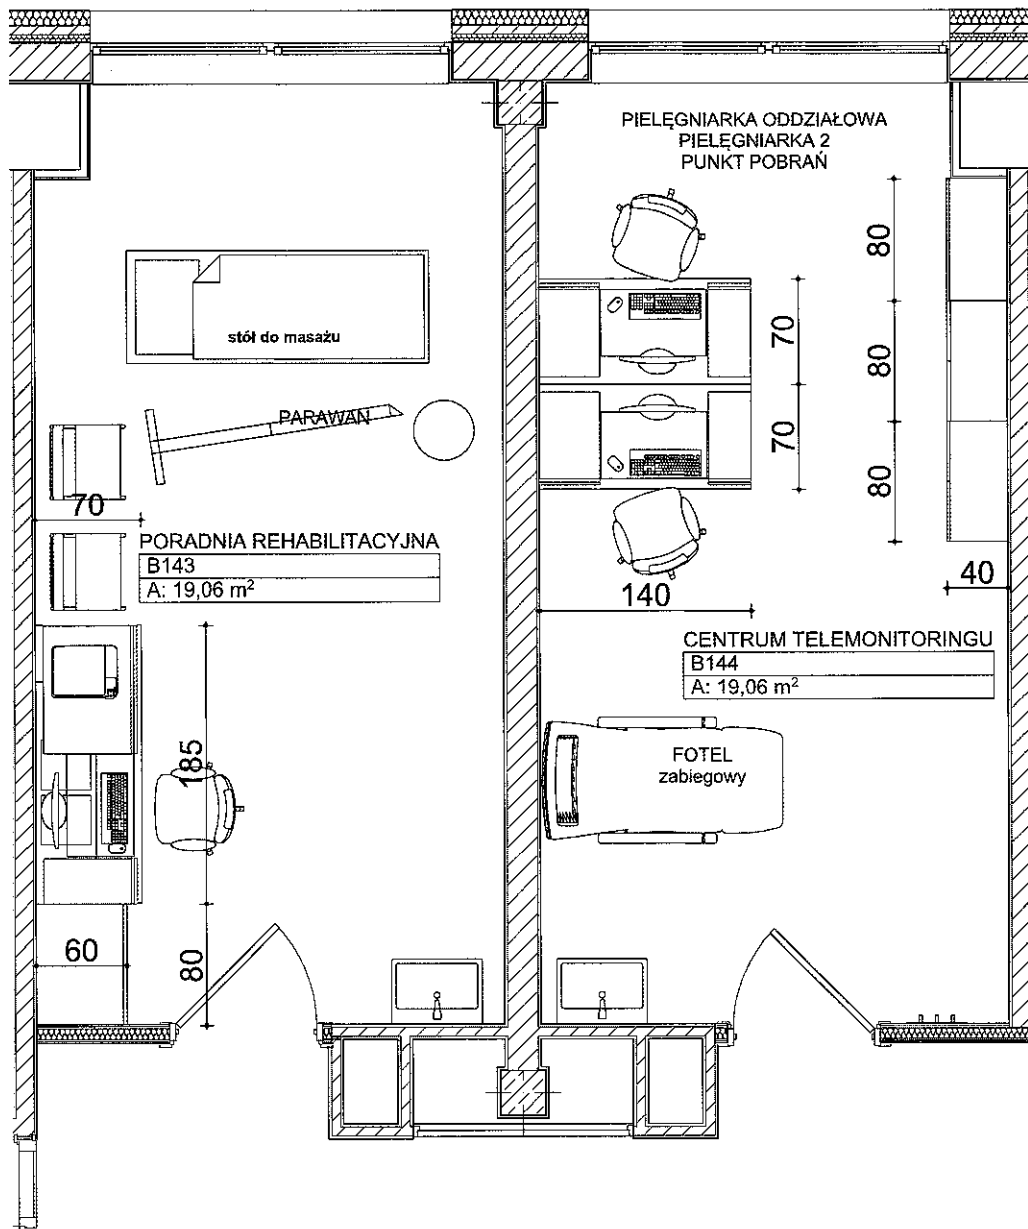 PIELĘGNIARKA ODDZIAŁOWA
PIELĘGNIARKA 2
PUNKT POBRAŃ
80
70
80
70
80
40
140
stół do masażu
PARAWAN
70
PORADNIA REHABILITACYJNA
B143
A: 19,06 m²
CENTRUM TELEMONITORINGU
B144
A: 19,06 m²
185
FOTEL
zabiegowy
60
80